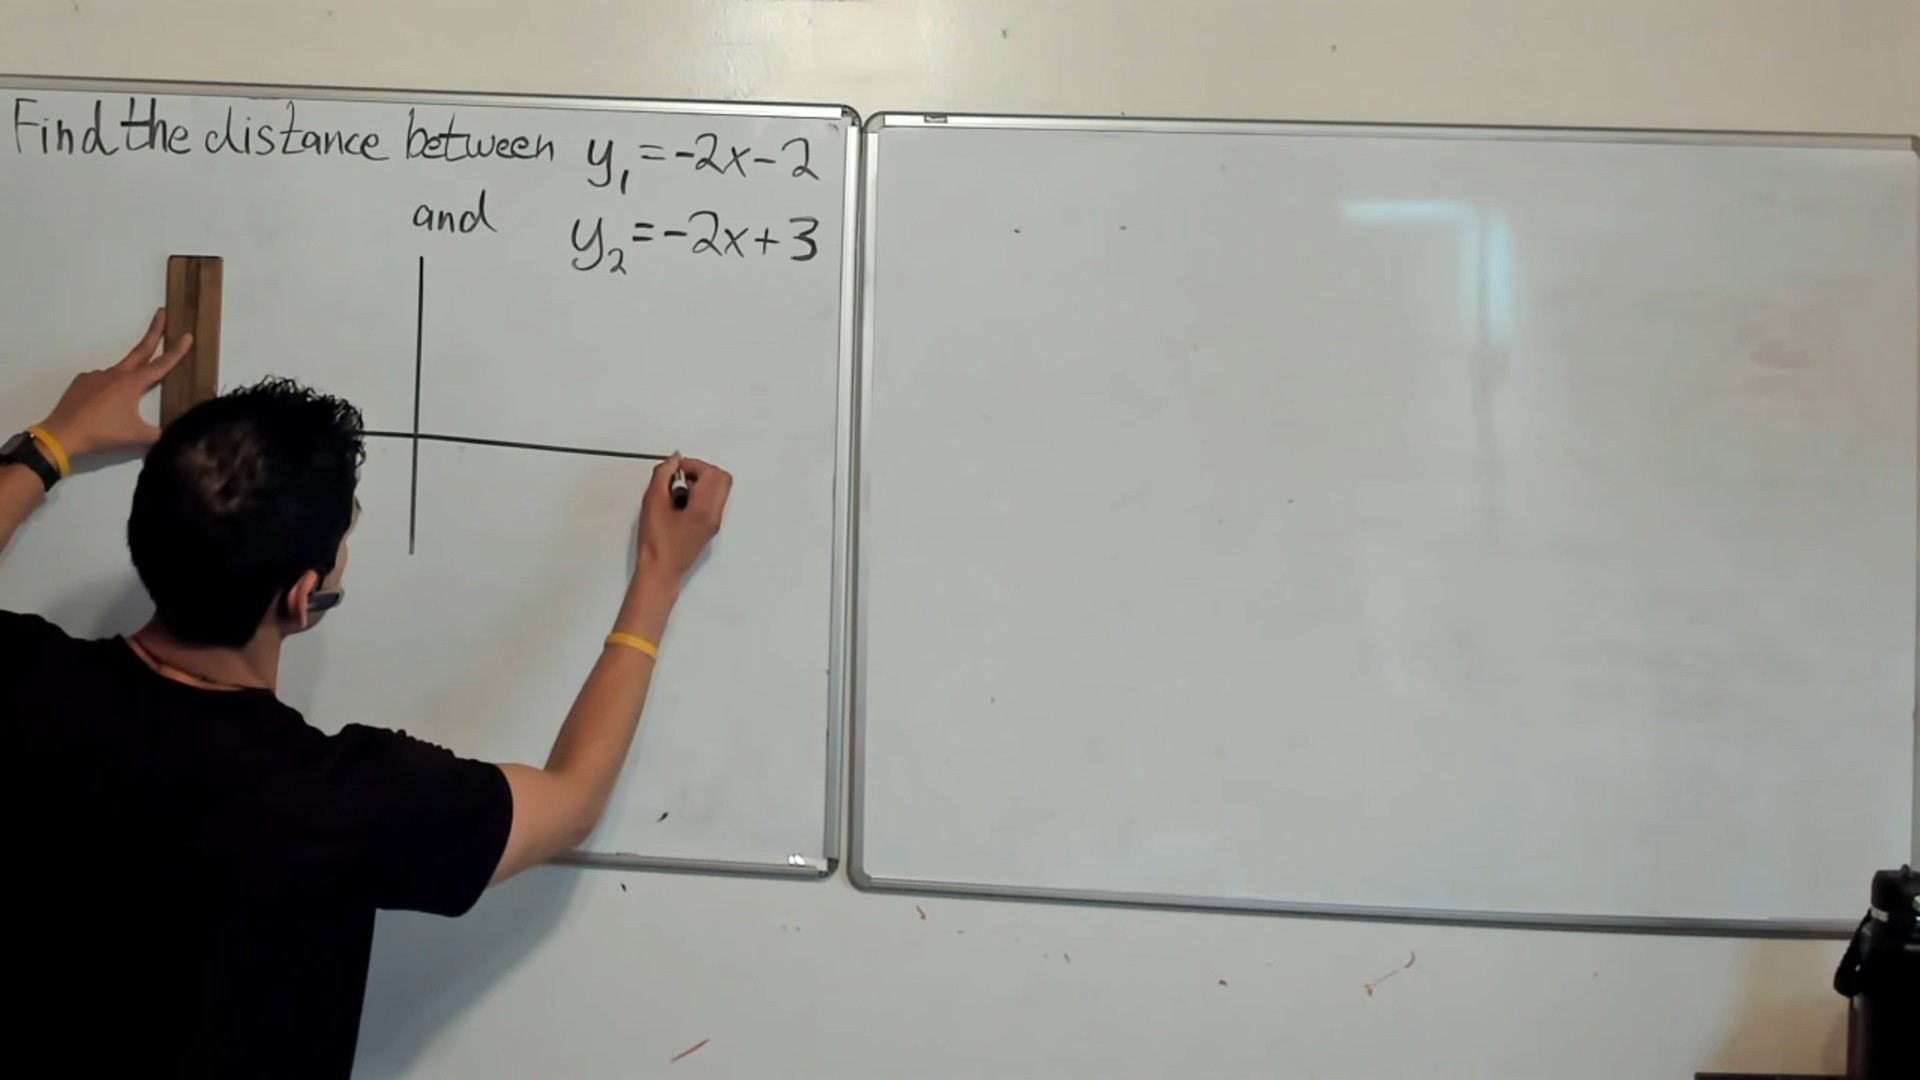 Find the distance between y₁ = -2x - 2
and y₂ = -2x + 3